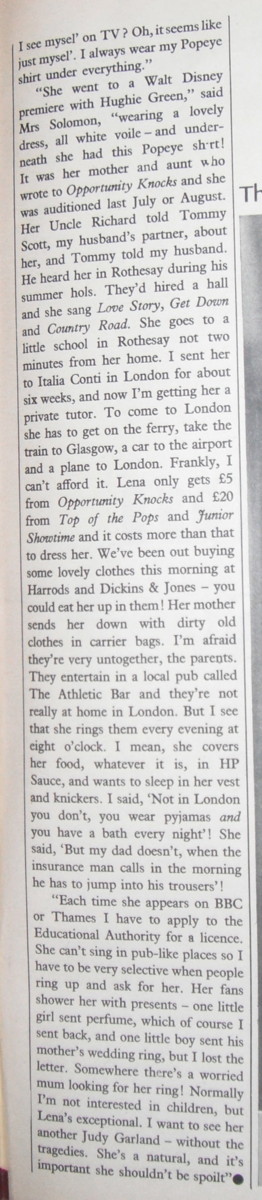 I see mysel' on TV? Oh, it seems like
just mysel'. I always wear my Popeye
shirt under everything."
"She went to a Walt Disney
premiere with Hughie Green," said
Mrs Solomon, "wearing a lovely
dress, all white voile – and under-
neath she had this Popeye shirt!
It was her mother and aunt who
wrote to Opportunity Knocks and she
was auditioned last July or August.
Her Uncle Richard told Tommy
Scott, my husband's partner, about
her, and Tommy told my husband.
He heard her in Rothesay during his
summer hols. They'd hired a hall
and she sang Love Story, Get Down
and Country Road. She goes to a
little school in Rothesay not two
minutes from her home. I sent her
to Italia Conti in London for about
six weeks, and now I'm getting her a
private tutor. To come to London
she has to get on the ferry, take the
train to Glasgow, a car to the airport
and a plane to London. Frankly, I
can't afford it. Lena only gets £5
from Opportunity Knocks and £20
from Top of the Pops and Junior
Showtime and it costs more than that
to dress her. We've been out buying
some lovely clothes this morning at
Harrods and Dickins & Jones – you
could eat her up in them! Her mother
sends her down with dirty old
clothes in carrier bags. I'm afraid
they're very untogether, the parents.
They entertain in a local pub called
The Athletic Bar and they're not
really at home in London. But I see
that she rings them every evening at
eight o'clock. I mean, she covers
her food, whatever it is, in HP
Sauce, and wants to sleep in her vest
and knickers. I said, 'Not in London
you don't, you wear pyjamas and
you have a bath every night'! She
said, 'But my dad doesn't, when the
insurance man calls in the morning
he has to jump into his trousers'!
"Each time she appears on BBC
or Thames I have to apply to the
Educational Authority for a licence.
She can't sing in pub-like places so I
have to be very selective when people
ring up and ask for her. Her fans
shower her with presents – one little
girl sent perfume, which of course I
sent back, and one little boy sent his
mother's wedding ring, but I lost the
letter. Somewhere there's a worried
mum looking for her ring! Normally
I'm not interested in children, but
Lena's exceptional. I want to see her
another Judy Garland – without the
tragedies. She's a natural, and it's
important she shouldn't be spoilt"●
Th